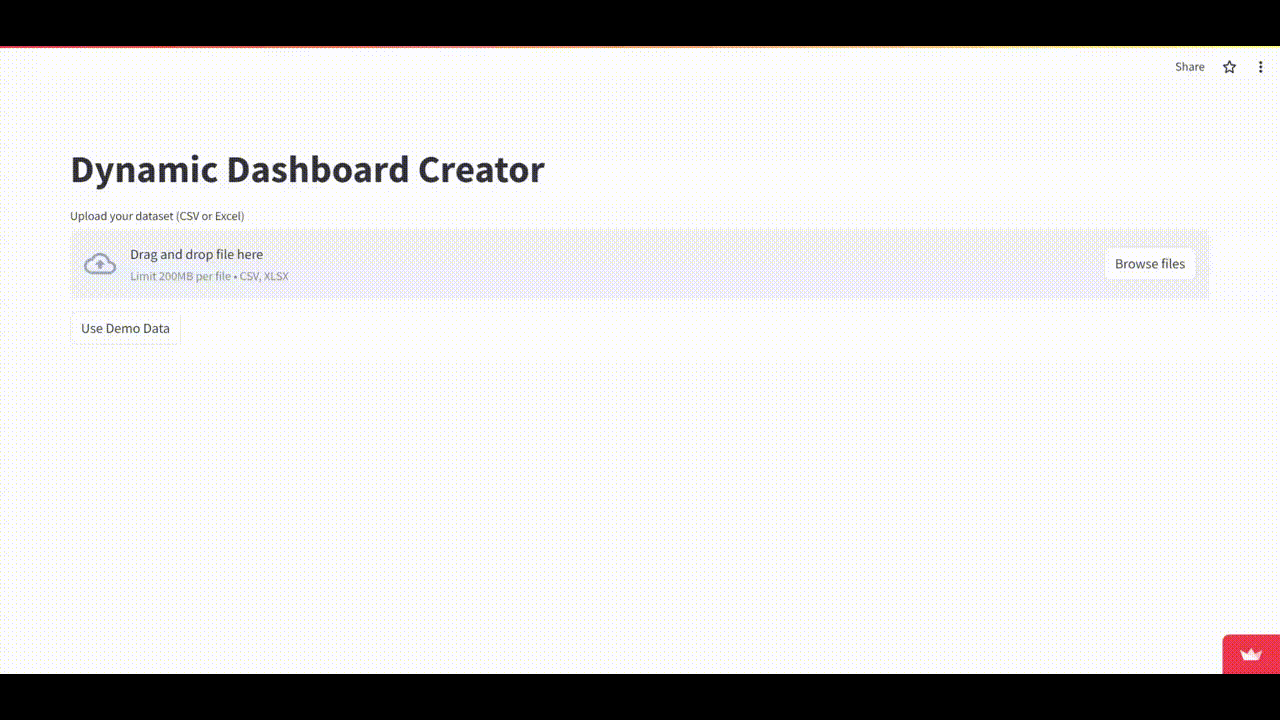 Share
Dynamic Dashboard Creator
Upload your dataset (CSV or Excel)
Drag and drop file here
Limit 200MB per file • CSV, XLSX
Browse files
Use Demo Data